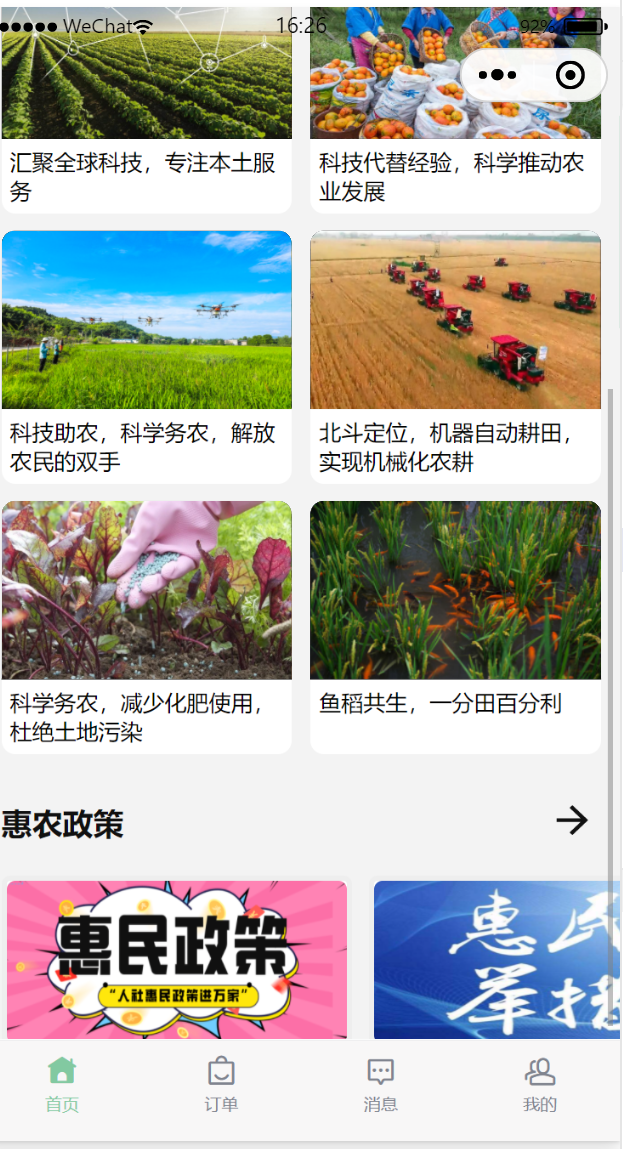 WeChat 16:26 92%
汇聚全球科技，专注本土服
务
科技代替经验，科学推动农
业发展
科技助农，科学务农，解放
农民的双手
北斗定位，机器自动耕田，
实现机械化农耕
科学务农，减少化肥使用，
杜绝土地污染
鱼稻共生，一分田百分利
惠农政策
惠民政策
“人社惠民政策进万家”
惠民
举措
首页
订单
消息
我的